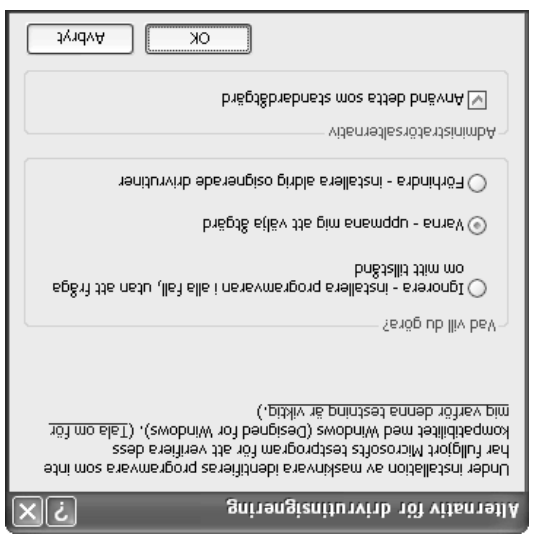 Alternativ för drivrutinsignering
Under installation av maskinvara identifieras programvara som inte
har fullgjort Microsofts testprogram för att verifiera dess
kompatibilitet med Windows (Designed for Windows). (Tala om för
mig varför denna testning är viktig.)
Vad vill du göra?
Ignorera - installera programvaran i alla fall, utan att fråga
om mitt tillstånd
Varna - uppmana mig att välja åtgärd
Förhindra - installera aldrig osignerade drivrutiner
Administratörsalternativ
Använd detta som standardåtgärd
OK
Avbryt